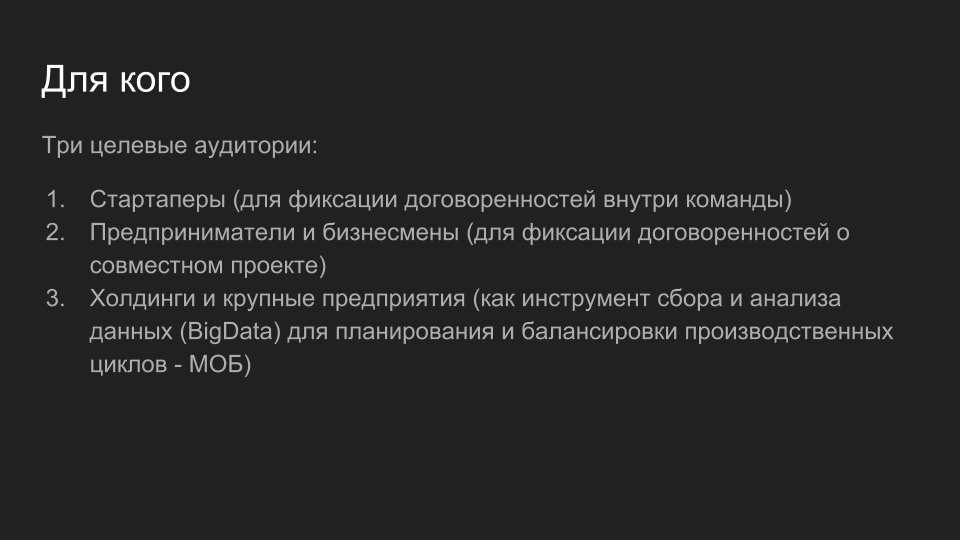 Для кого
Три целевые аудитории:
1. Стартаперы (для фиксации договоренностей внутри команды)
2. Предприниматели и бизнесмены (для фиксации договоренностей о
совместном проекте)
3. Холдинги и крупные предприятия (как инструмент сбора и анализа
данных (BigData) для планирования и балансировки производственных
циклов - МОБ)